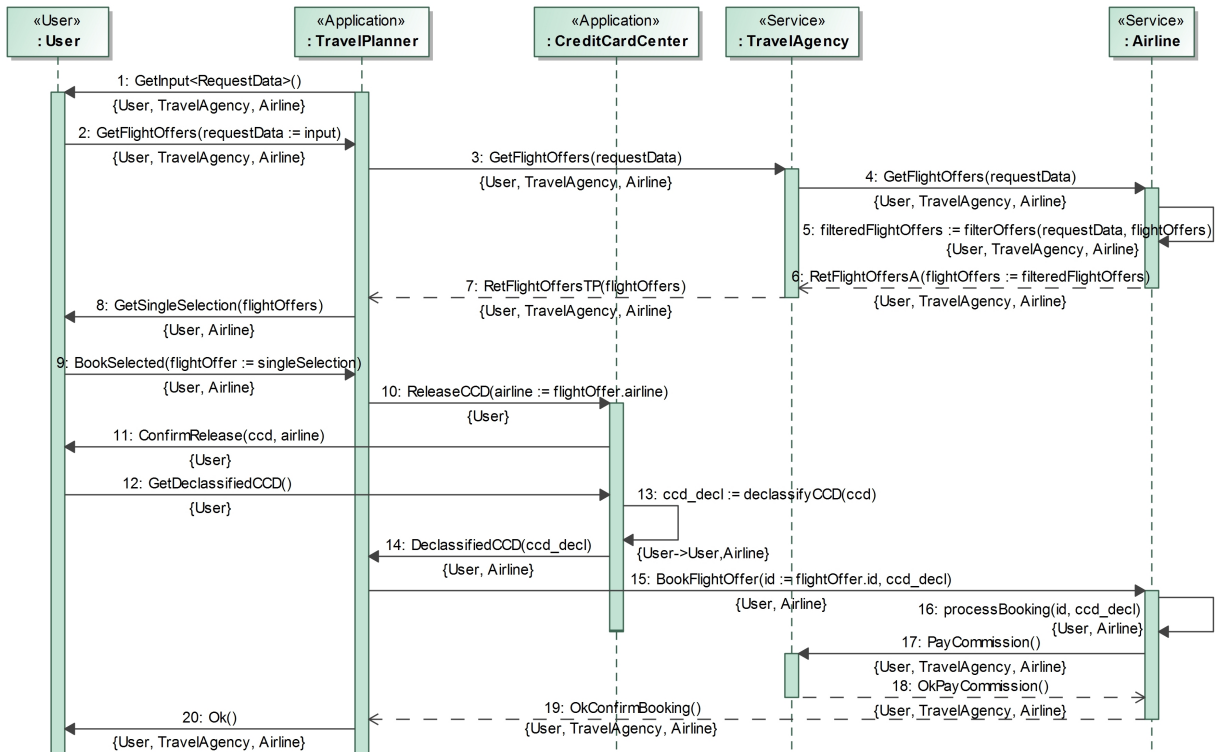 «User»
: User
«Application»
: TravelPlanner
«Application»
: CreditCardCenter
«Service»
: TravelAgency
«Service»
: Airline
1: GetInput<RequestData>()
{User, TravelAgency, Airline}
2: GetFlightOffers(requestData := input)
{User, TravelAgency, Airline}
3: GetFlightOffers(requestData)
{User, TravelAgency, Airline}
4: GetFlightOffers(requestData)
{User, TravelAgency, Airline}
5: filteredFlightOffers := filterOffers(requestData, flightOffers)
{User, TravelAgency, Airline}
6: RetFlightOffersA(flightOffers := filteredFlightOffers)
{User, TravelAgency, Airline}
7: RetFlightOffersTP(flightOffers)
{User, TravelAgency, Airline}
8: GetSingleSelection(flightOffers)
{User, Airline}
9: BookSelected(flightOffer := singleSelection)
{User, Airline}
10: ReleaseCCD(airline := flightOffer.airline)
{User}
11: ConfirmRelease(ccd, airline)
{User}
12: GetDeclassifiedCCD()
{User}
13: ccd_decl := declassifyCCD(ccd)
{User->User,Airline}
14: DeclassifiedCCD(ccd_decl)
{User, Airline}
15: BookFlightOffer(id := flightOffer.id, ccd_decl)
{User, Airline}
16: processBooking(id, ccd_decl)
{User, Airline}
17: PayCommission()
{User, TravelAgency, Airline}
18: OkPayCommission()
{User, TravelAgency, Airline}
19: OkConfirmBooking()
{User, TravelAgency, Airline}
20: Ok()
{User, TravelAgency, Airline}